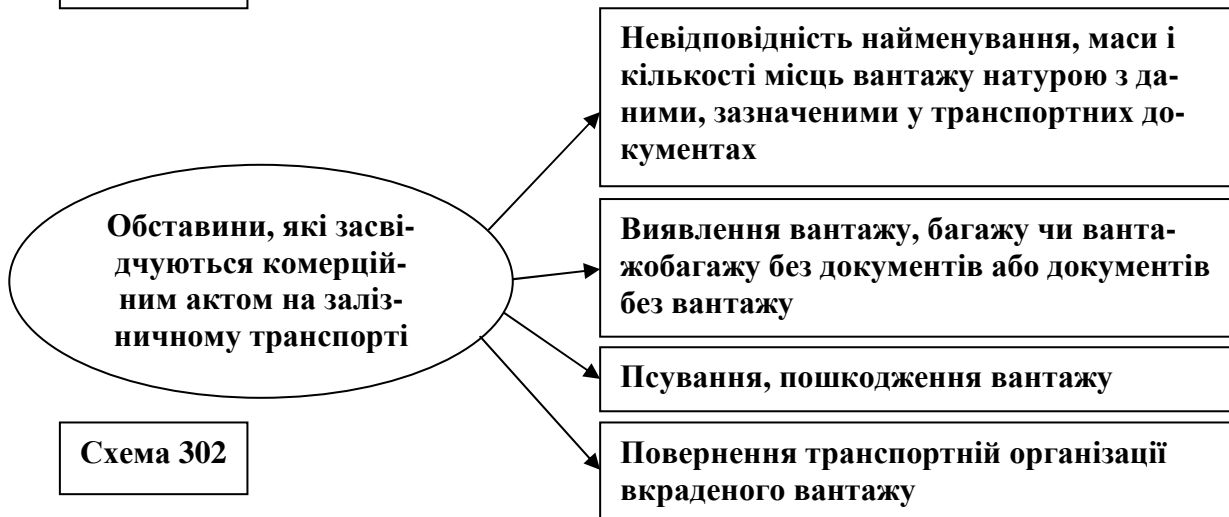 Невідповідність найменування, маси і
кількості місць вантажу натурою з да-
ними, зазначеними у транспортних до-
кументах
Обставини, які засві-
дчуються комерцій-
ним актом на заліз-
ничному транспорті
Виявлення вантажу, багажу чи ванта-
жобагажу без документів або документів
без вантажу
Псування, пошкодження вантажу
Повернення транспортній організації
вкраденого вантажу
Схема 302